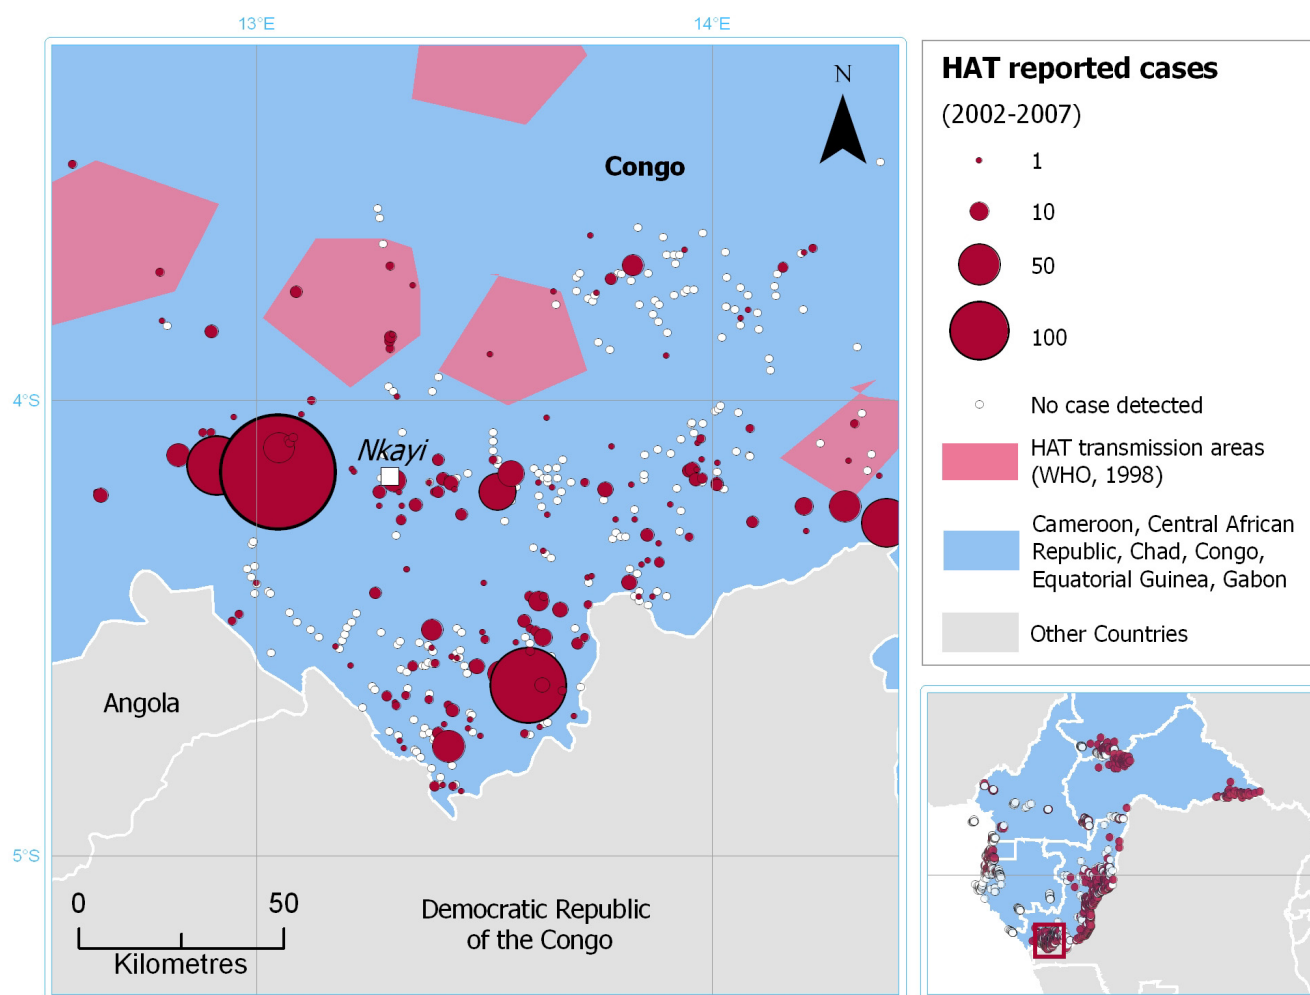 13°E
14°E
N
Congo
4°S
Nkayi
Angola
5°S
0
50
Kilometres
Democratic Republic
of the Congo
HAT reported cases
(2002-2007)
1
10
50
100
No case detected
HAT transmission areas
(WHO, 1998)
Cameroon, Central African
Republic, Chad, Congo,
Equatorial Guinea, Gabon
Other Countries